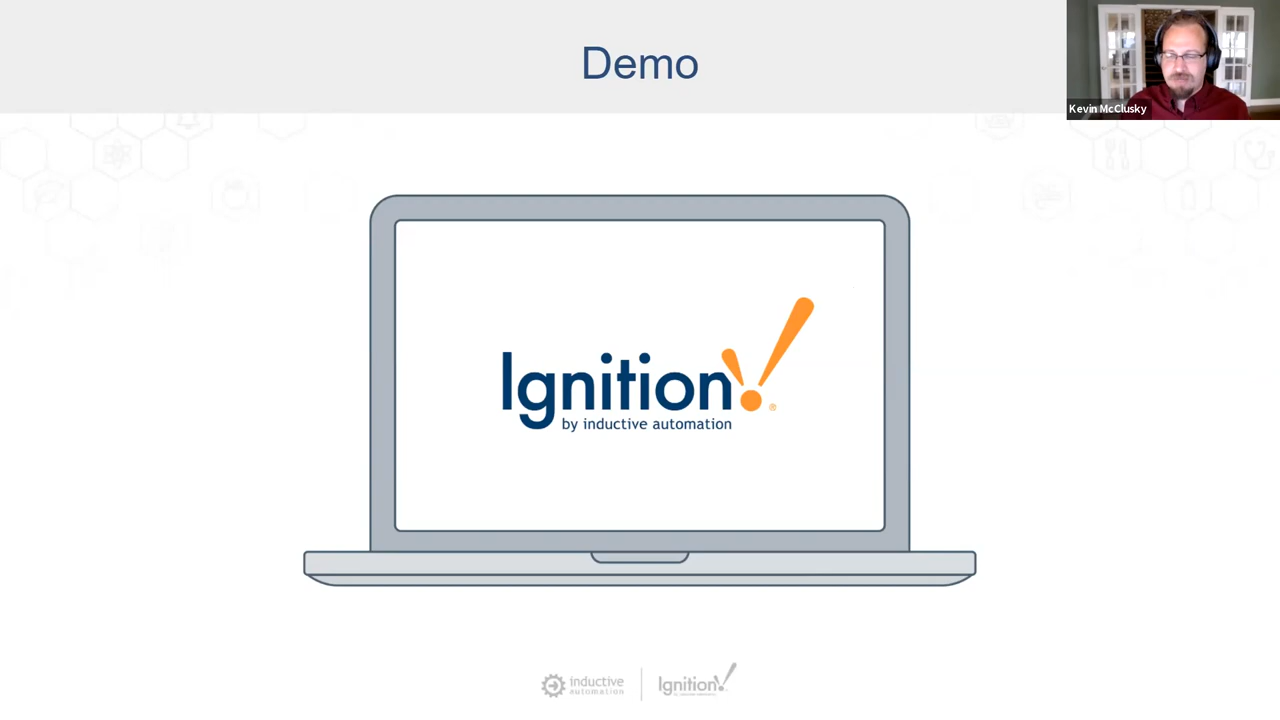 Demo
Kevin McClusky
Ignition!®
by inductive automation
inductive
automation
Ignition!